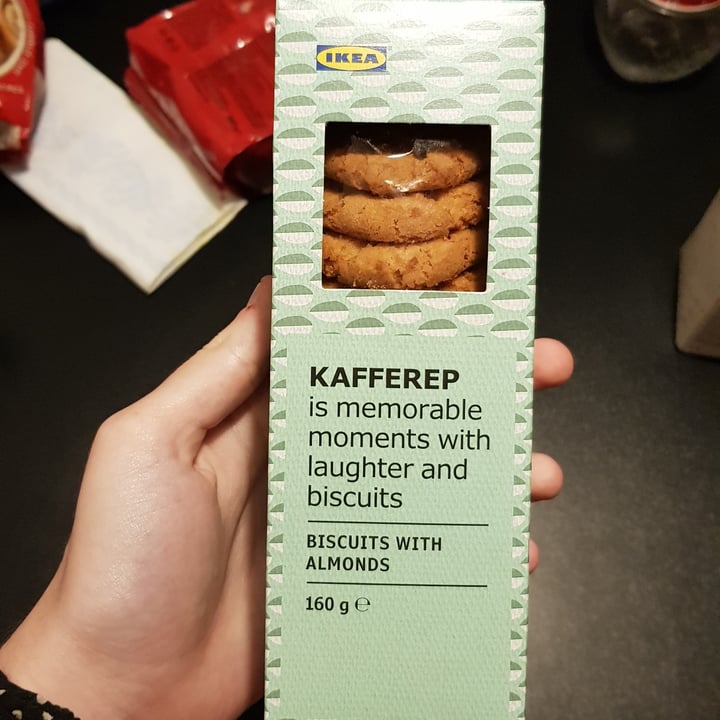 IKEA
KAFFEREP
is memorable
moments with
laughter and
biscuits
BISCUITS WITH
ALMONDS
160 g ℮